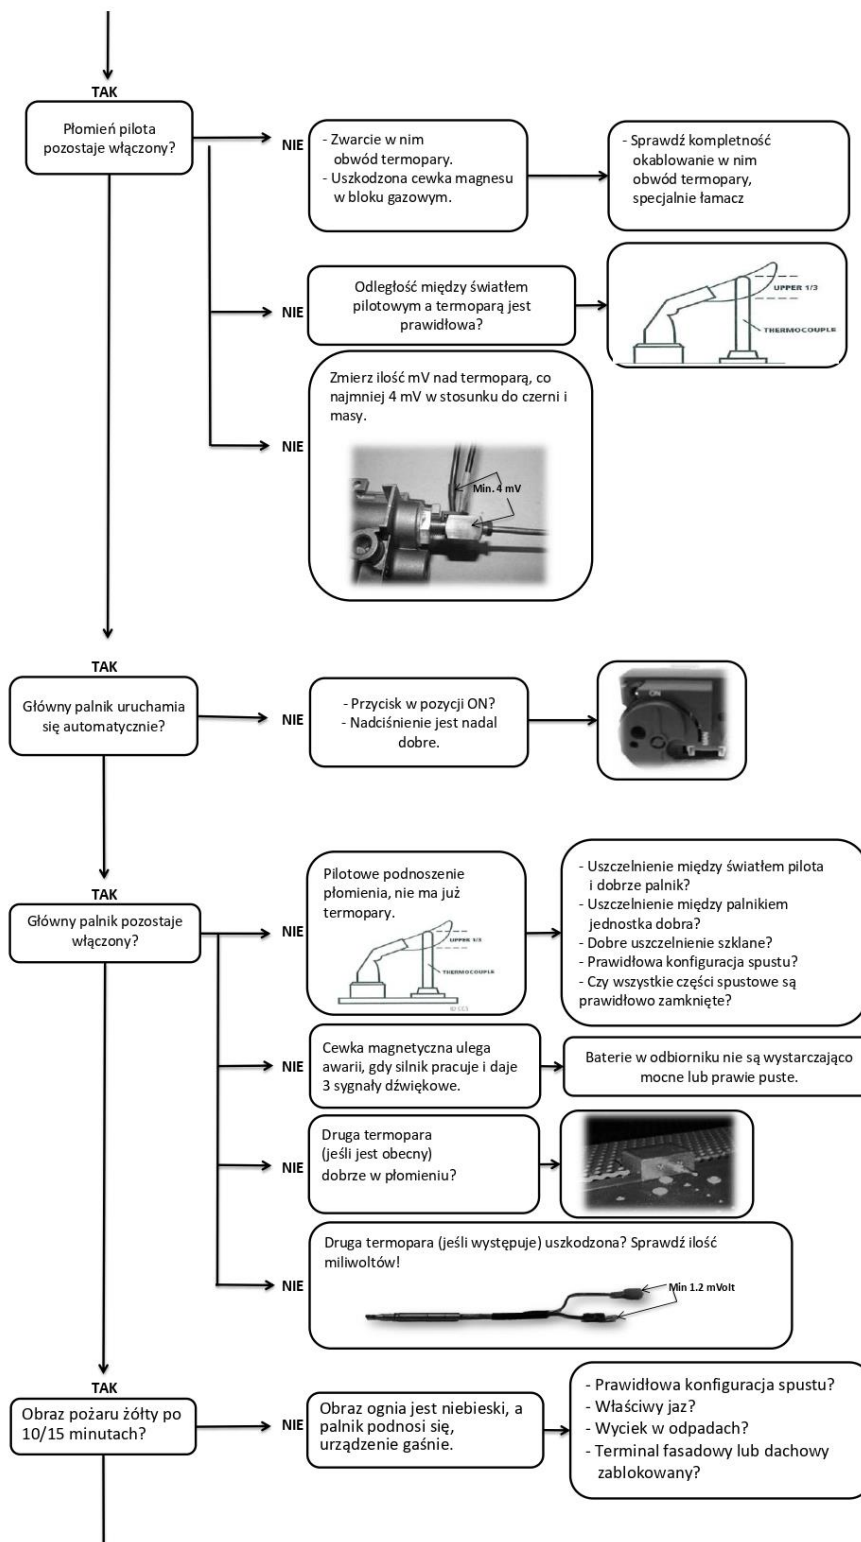 TAK
Płomień pilota
pozostaje włączony?
NIE
- Zwarcie w nim
obwód termopary.
- Uszkodzona cewka magnesu
w bloku gazowym.
- Sprawdź kompletność
okablowanie w nim
obwód termopary,
specjalnie łamacz
NIE
Odległość między światłem
pilotowym a termoparą jest
prawidłowa?
UPPER 1/3
THERMOCOUPLE
NIE
Zmierz ilość mV nad termoparą, co
najmniej 4 mV w stosunku do czerni i
masy.
Min. 4 mV
TAK
Główny palnik uruchamia
się automatycznie?
NIE
- Przycisk w pozycji ON?
- Nadciśnienie jest nadal
dobre.
ON
TAK
Główny palnik pozostaje
włączony?
NIE
Pilotowe podnoszenie
płomienia, nie ma już
termopary.
THERMOCOUPLE
- Uszczelnienie między światłem pilota
i dobrze palnik?
- Uszczelnienie między palnikiem
jednostka dobra?
- Dobre uszczelnienie szklane?
- Prawidłowa konfiguracja spustu?
- Czy wszystkie części spustowe są
prawidłowo zamknięte?
NIE
Cewka magnetyczna ulega
awarii, gdy silnik pracuje i daje
3 sygnały dźwiękowe.
Baterie w odbiorniku nie są wystarczająco
mocne lub prawie puste.
NIE
Druga termopara
(jeśli jest obecny)
dobrze w płomieniu?
NIE
Druga termopara (jeśli występuje) uszkodzona? Sprawdź ilość
miliwoltów!
Min 1.2 mVolt
TAK
Obraz pożaru żółty po
10/15 minutach?
NIE
Obraz ognia jest niebieski, a
palnik podnosi się,
urządzenie gaśnie.
- Prawidłowa konfiguracja spustu?
- Właściwy jaz?
- Wyciek w odpadach?
- Terminal fasadowy lub dachowy
zablokowany?